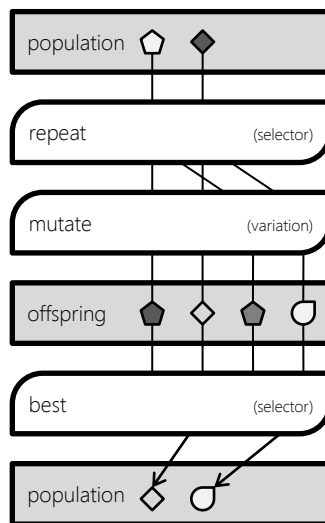 population
repeat (selector)
mutate (variation)
offspring
best (selector)
population